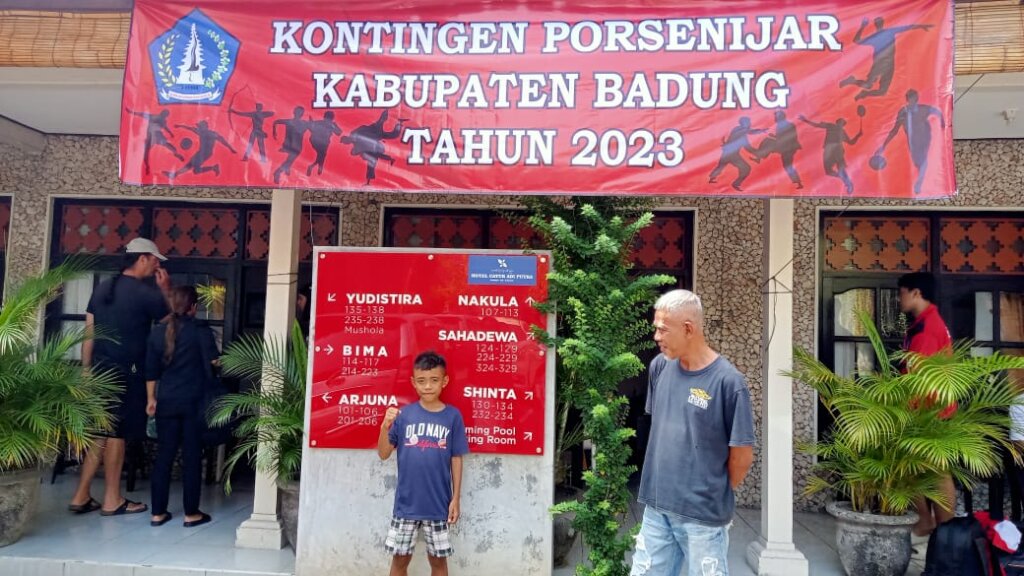 KONTINGEN PORSENIJAR
KABUPATEN BADUNG
TAHUN 2023
YUDISTIRA
135-138
235-238
Mushola
BIMA
114-117
214-223
ARJUNA
101-106
201-206
NAKULA
107-113
SAHADEWA
124-129
224-229
324-329
SHINTA
130-134
232-234
Pool
Room
OLD NAVY